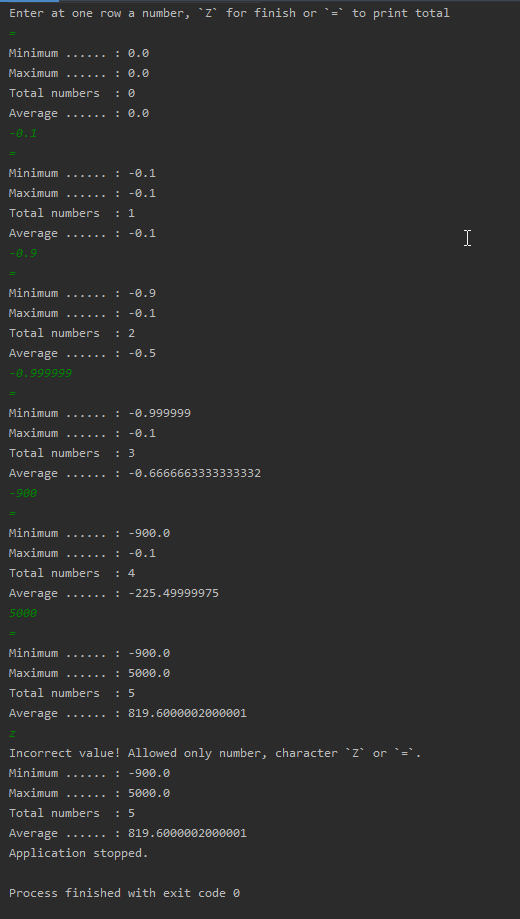 Enter at one row a number, `Z` for finish or `=` to print total
=
Minimum ...... : 0.0
Maximum ...... : 0.0
Total numbers  : 0
Average ...... : 0.0
-0.1
=
Minimum ...... : -0.1
Maximum ...... : -0.1
Total numbers  : 1
Average ...... : -0.1
-0.9
=
Minimum ...... : -0.9
Maximum ...... : -0.1
Total numbers  : 2
Average ...... : -0.5
-0.999999
=
Minimum ...... : -0.999999
Maximum ...... : -0.1
Total numbers  : 3
Average ...... : -0.6666663333333332
-900
=
Minimum ...... : -900.0
Maximum ...... : -0.1
Total numbers  : 4
Average ...... : -225.49999975
5000
=
Minimum ...... : -900.0
Maximum ...... : 5000.0
Total numbers  : 5
Average ...... : 819.6000002000001
z
Incorrect value! Allowed only number, character `Z` or `=`.
Minimum ...... : -900.0
Maximum ...... : 5000.0
Total numbers  : 5
Average ...... : 819.6000002000001
Application stopped.
Process finished with exit code 0